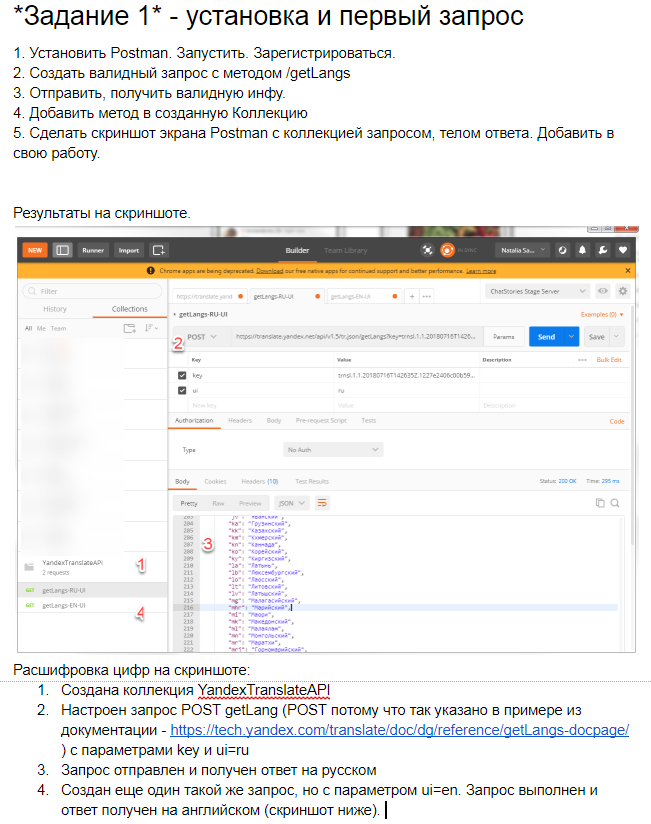 *Задание 1* - установка и первый запрос
1. Установить Postman. Запустить. Зарегистрироваться.
2. Создать валидный запрос с методом /getLangs
3. Отправить, получить валидную инфу.
4. Добавить метод в созданную Коллекцию
5. Сделать скриншот экрана Postman с коллекцией запросом, телом ответа. Добавить в
свою работу.
Результаты на скриншоте.
NEW Runner Import Builder Team Library IN SYNC Natalia Sa...
Chrome apps are being deprecated. Download our free native apps for continued support and better performance. Learn more
Filter
https://translate.yand getLangs-RU-UI getLangs-EN-UI + ••• ChatStories Stage Server
History Collections
getLangs-RU-UI Examples (0)
All Me Team
2 POST https://translate.yandex.net/api/v1.5/tr.json/getLangs?key=trnsl.1.1.20180716T1426... Params Send Save
Key Value Description ••• Bulk Edit
key trnsl.1.1.20180716T142635Z.1227e2406c00b59...
ui ru
New key Value Description
Authorization Headers Body Pre-request Script Tests Code
Type No Auth
Body Cookies Headers (10) Test Results Status: 200 OK Time: 295 ms
Pretty Raw Preview JSON
203 "jv": "Яванский",
204 "ka": "Грузинский",
205 "kk": "Казахский",
206 "km": "Кхмерский",
207 "kn": "Каннада",
208 "ko": "Корейский",
209 "ky": "Киргизский",
210 "la": "Латынь",
211 "lb": "Люксембургский",
212 "lo": "Лаосский",
213 "lt": "Литовский",
214 "lv": "Латышский",
215 "mg": "Малагасийский",
216 "mhr": "Марийский",
217 "mi": "Маори",
218 "mk": "Македонский",
219 "ml": "Малаялам",
220 "mn": "Монгольский",
221 "mr": "Маратхи",
222 "mrj": "Горномарийский",
3
YandexTranslateAPI 1
2 requests
GET getLangs-RU-UI
GET getLangs-EN-UI 4
Расшифровка цифр на скриншоте:
1. Создана коллекция YandexTranslateAPI
2. Настроен запрос POST getLang (POST потому что так указано в примере из
документации - https://tech.yandex.com/translate/doc/dg/reference/getLangs-docpage/
) с параметрами key и ui=ru
3. Запрос отправлен и получен ответ на русском
4. Создан еще один такой же запрос, но с параметром ui=en. Запрос выполнен и
ответ получен на английском (скриншот ниже).